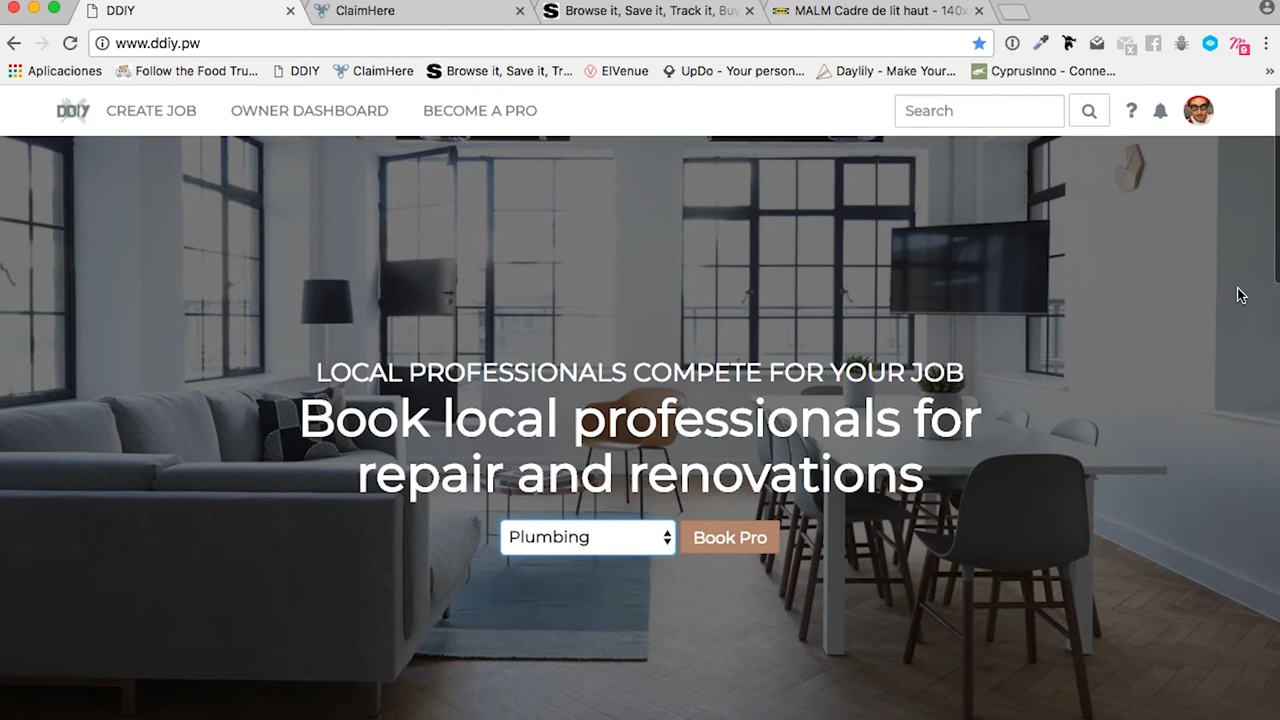 DDIY
ClaimHere
Browse it, Save it, Track it, Buy
MALM Cadre de lit haut - 140x
www.ddiy.pw
9
Aplicaciones
Follow the Food Tru...
DDIY
ClaimHere
Browse it, Save it, Tr...
ElVenue
UpDo - Your person...
Daylily - Make Your...
CyprusInno - Conne...
»
DDIY
CREATE JOB
OWNER DASHBOARD
BECOME A PRO
Search
?
LOCAL PROFESSIONALS COMPETE FOR YOUR JOB
Book local professionals for
repair and renovations
Plumbing
Book Pro